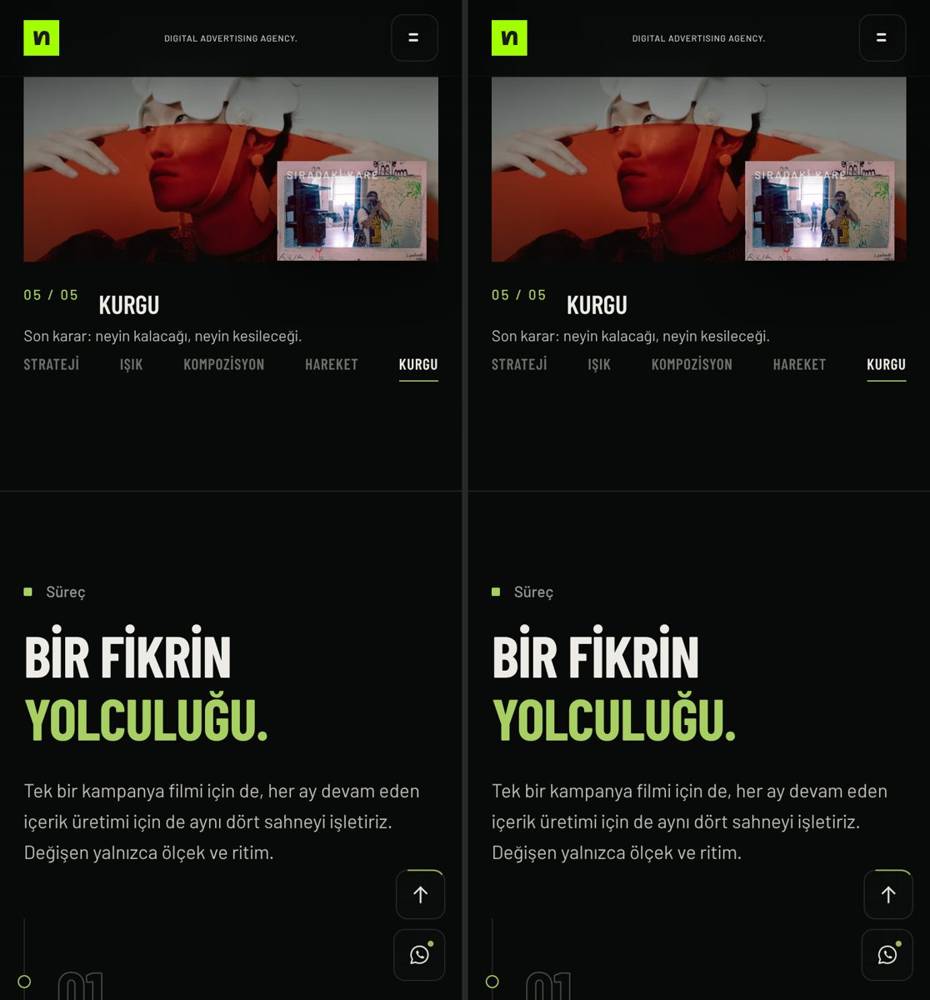 n
DIGITAL ADVERTISING AGENCY.
SIRADAKİ KARE
05 / 05 KURGU
Son karar: neyin kalacağı, neyin kesileceği.
STRATEJİ IŞIK KOMPOZİSYON HAREKET KURGU
Süreç
BİR FİKRİN
YOLCULUĞU.
Tek bir kampanya filmi için de, her ay devam eden
içerik üretimi için de aynı dört sahneyi işletiriz.
Değişen yalnızca ölçek ve ritim.
01
n
DIGITAL ADVERTISING AGENCY.
SIRADAKİ KARE
05 / 05 KURGU
Son karar: neyin kalacağı, neyin kesileceği.
STRATEJİ IŞIK KOMPOZİSYON HAREKET KURGU
Süreç
BİR FİKRİN
YOLCULUĞU.
Tek bir kampanya filmi için de, her ay devam eden
içerik üretimi için de aynı dört sahneyi işletiriz.
Değişen yalnızca ölçek ve ritim.
01